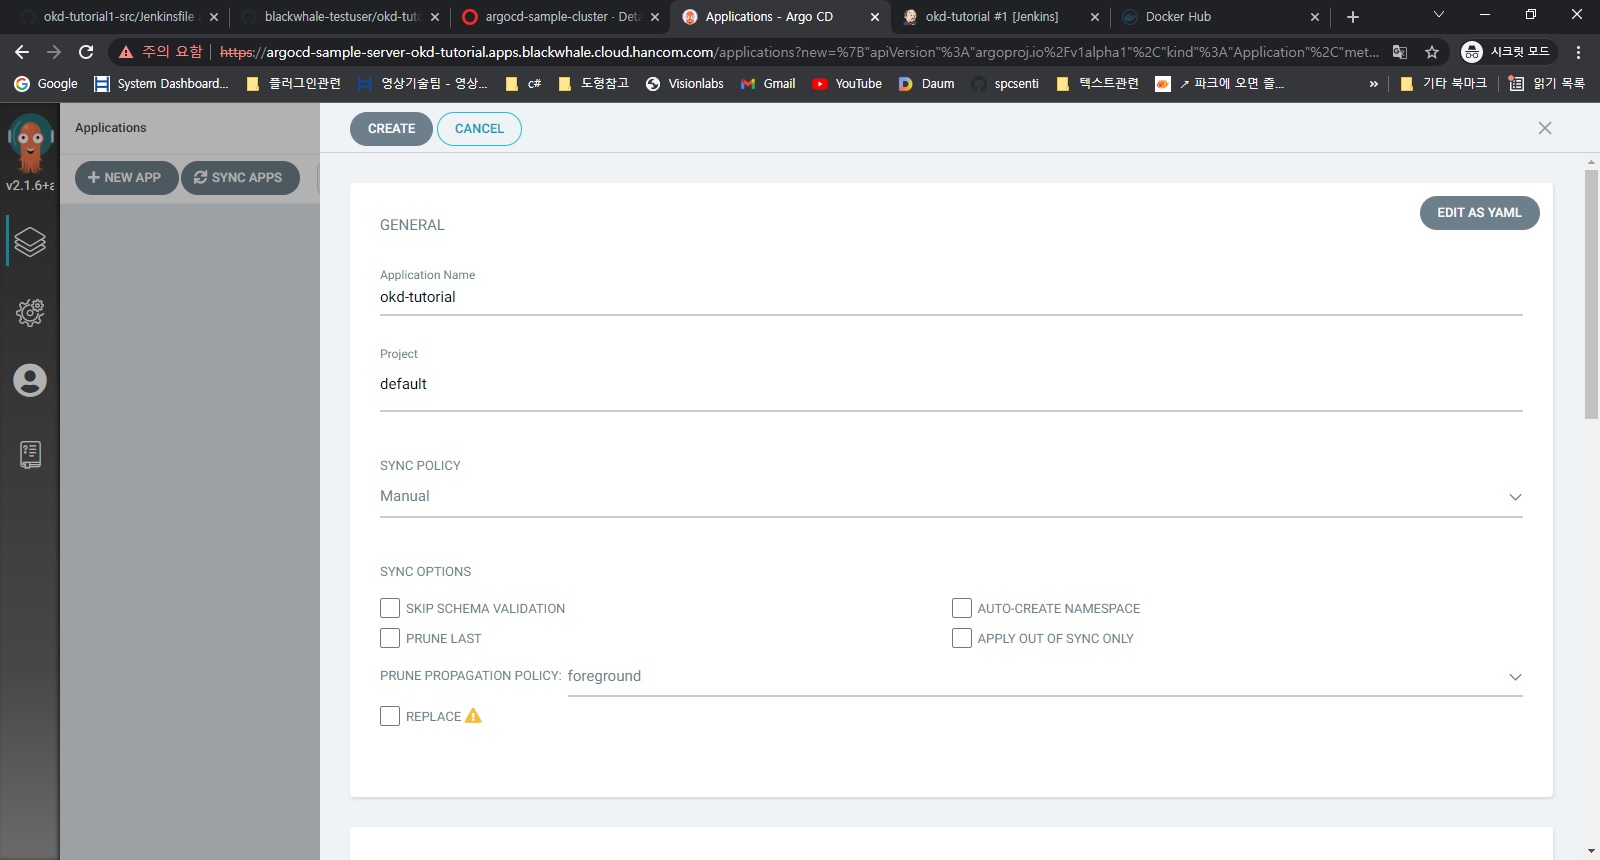 okd-tutorial1-src/Jenkinsfile
blackwhale-testuser/okd-tuto
argocd-sample-cluster · Deta
Applications - Argo CD
okd-tutorial #1 [Jenkins]
Docker Hub
주의 요함
https://argocd-sample-server-okd-tutorial.apps.blackwhale.cloud.hancom.com/applications?new=%7B"apiVersion"%3A"argoproj.io%2Fv1alpha1"%2C"kind"%3A"Application"%2C"met...
시크릿 모드
Google
System Dashboard...
플러그인관련
영상기술팀 - 영상...
c#
도형참고
Visionlabs
Gmail
YouTube
Daum
spcsenti
텍스트관련
↗ 파크에 오면 즐...
»
기타 북마크
읽기 목록
v2.1.6+a
Applications
+ NEW APP
SYNC APPS
CREATE
CANCEL
GENERAL
EDIT AS YAML
Application Name
okd-tutorial
Project
default
SYNC POLICY
Manual
SYNC OPTIONS
SKIP SCHEMA VALIDATION
AUTO-CREATE NAMESPACE
PRUNE LAST
APPLY OUT OF SYNC ONLY
PRUNE PROPAGATION POLICY: foreground
REPLACE